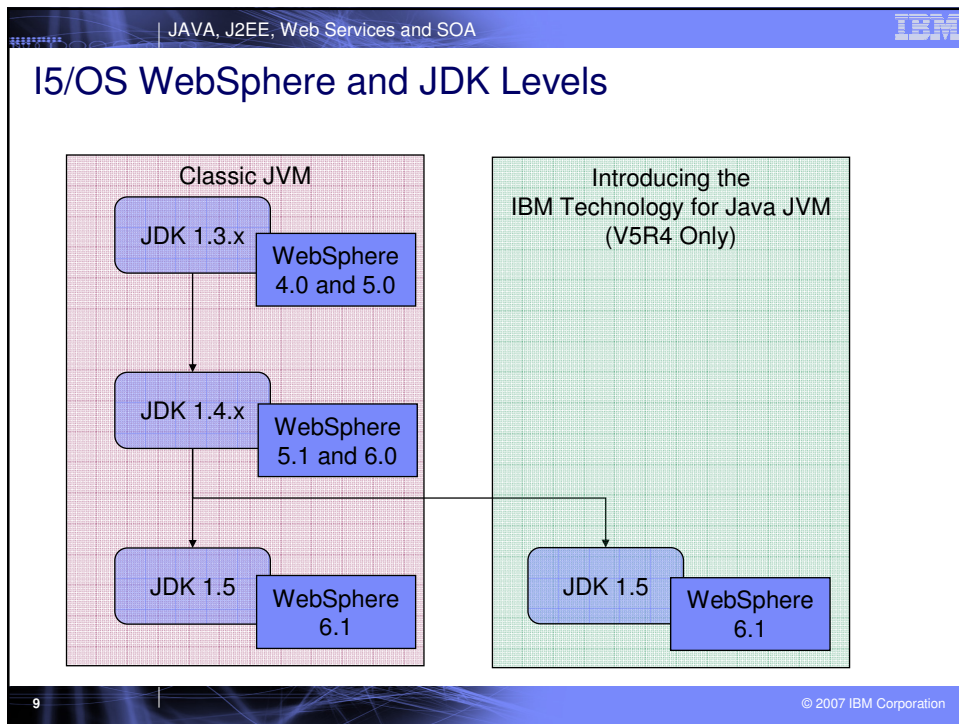 JAVA, J2EE, Web Services and SOA
IBM
I5/OS WebSphere and JDK Levels
Classic JVM
JDK 1.3.x
WebSphere
4.0 and 5.0
JDK 1.4.x
WebSphere
5.1 and 6.0
JDK 1.5
WebSphere
6.1
Introducing the
IBM Technology for Java JVM
(V5R4 Only)
JDK 1.5
WebSphere
6.1
9
© 2007 IBM Corporation